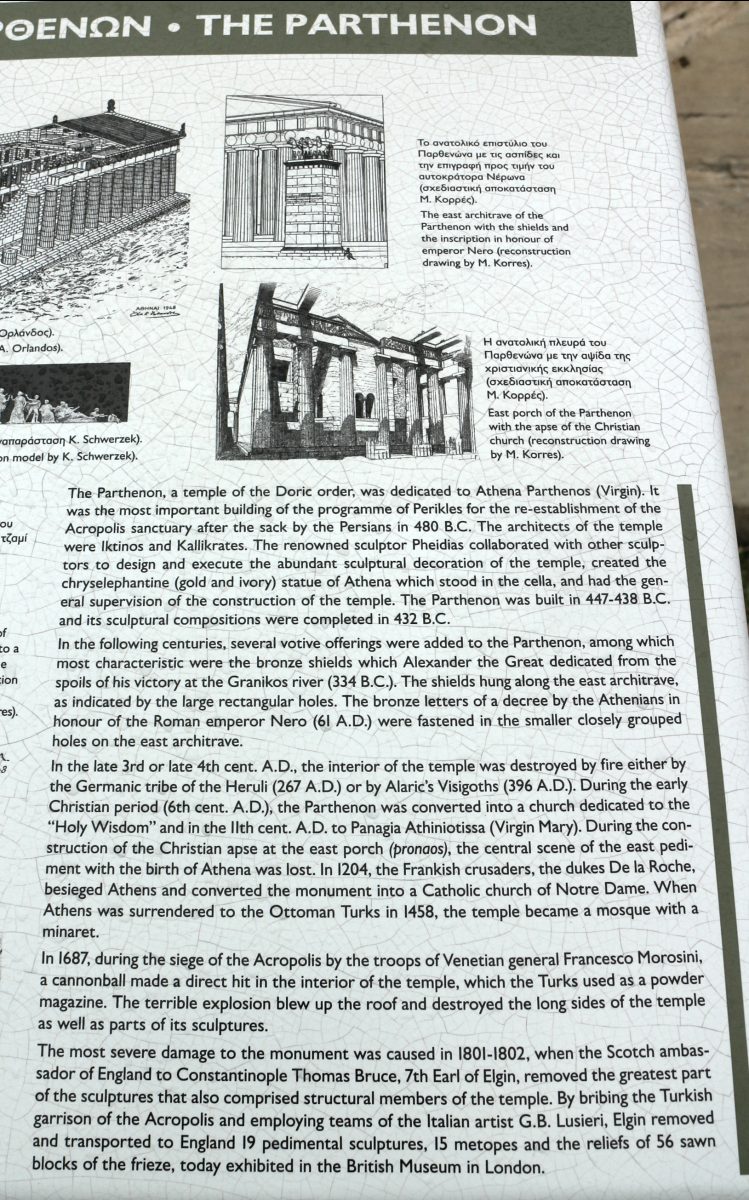 ΡΘΕΝΩΝ • THE PARTHENON
Το ανατολικό επιστύλιο του
Παρθενώνα με τις ασπίδες και
την επιγραφή προς τιμήν του
αυτοκράτορα Νέρωνα
(σχεδιαστική αποκατάσταση
Μ. Κορρές).
The east architrave of the
Parthenon with the shields and
the inscription in honour of
emperor Nero (reconstruction
drawing by M. Korres).
ΑΘΗΝΑΙ 1948
Ορλάνδος).
A. Orlandos).
Η ανατολική πλευρά του
Παρθενώνα με την αψίδα της
χριστιανικής εκκλησίας
(σχεδιαστική αποκατάσταση
Μ. Κορρές).
East porch of the Parthenon
with the apse of the Christian
church (reconstruction drawing
by M. Korres).
ναπαράσταση K. Schwerzek).
on model by K. Schwerzek).
ου
τζαμί
of
to a
e
tion
res).
The Parthenon, a temple of the Doric order, was dedicated to Athena Parthenos (Virgin). It
was the most important building of the programme of Perikles for the re-establishment of the
Acropolis sanctuary after the sack by the Persians in 480 B.C. The architects of the temple
were Iktinos and Kallikrates. The renowned sculptor Pheidias collaborated with other sculp-
tors to design and execute the abundant sculptural decoration of the temple, created the
chryselephantine (gold and ivory) statue of Athena which stood in the cella, and had the gen-
eral supervision of the construction of the temple. The Parthenon was built in 447-438 B.C.
and its sculptural compositions were completed in 432 B.C.
In the following centuries, several votive offerings were added to the Parthenon, among which
most characteristic were the bronze shields which Alexander the Great dedicated from the
spoils of his victory at the Granikos river (334 B.C.). The shields hung along the east architrave,
as indicated by the large rectangular holes. The bronze letters of a decree by the Athenians in
honour of the Roman emperor Nero (61 A.D.) were fastened in the smaller closely grouped
holes on the east architrave.
In the late 3rd or late 4th cent. A.D., the interior of the temple was destroyed by fire either by
the Germanic tribe of the Heruli (267 A.D.) or by Alaric's Visigoths (396 A.D.). During the early
Christian period (6th cent. A.D.), the Parthenon was converted into a church dedicated to the
“Holy Wisdom” and in the 11th cent. A.D. to Panagia Athiniotissa (Virgin Mary). During the con-
struction of the Christian apse at the east porch (pronaos), the central scene of the east pedi-
ment with the birth of Athena was lost. In 1204, the Frankish crusaders, the dukes De la Roche,
besieged Athens and converted the monument into a Catholic church of Notre Dame. When
Athens was surrendered to the Ottoman Turks in 1458, the temple became a mosque with a
minaret.
In 1687, during the siege of the Acropolis by the troops of Venetian general Francesco Morosini,
a cannonball made a direct hit in the interior of the temple, which the Turks used as a powder
magazine. The terrible explosion blew up the roof and destroyed the long sides of the temple
as well as parts of its sculptures.
The most severe damage to the monument was caused in 1801-1802, when the Scotch ambas-
sador of England to Constantinople Thomas Bruce, 7th Earl of Elgin, removed the greatest part
of the sculptures that also comprised structural members of the temple. By bribing the Turkish
garrison of the Acropolis and employing teams of the Italian artist G.B. Lusieri, Elgin removed
and transported to England 19 pedimental sculptures, 15 metopes and the reliefs of 56 sawn
blocks of the frieze, today exhibited in the British Museum in London.